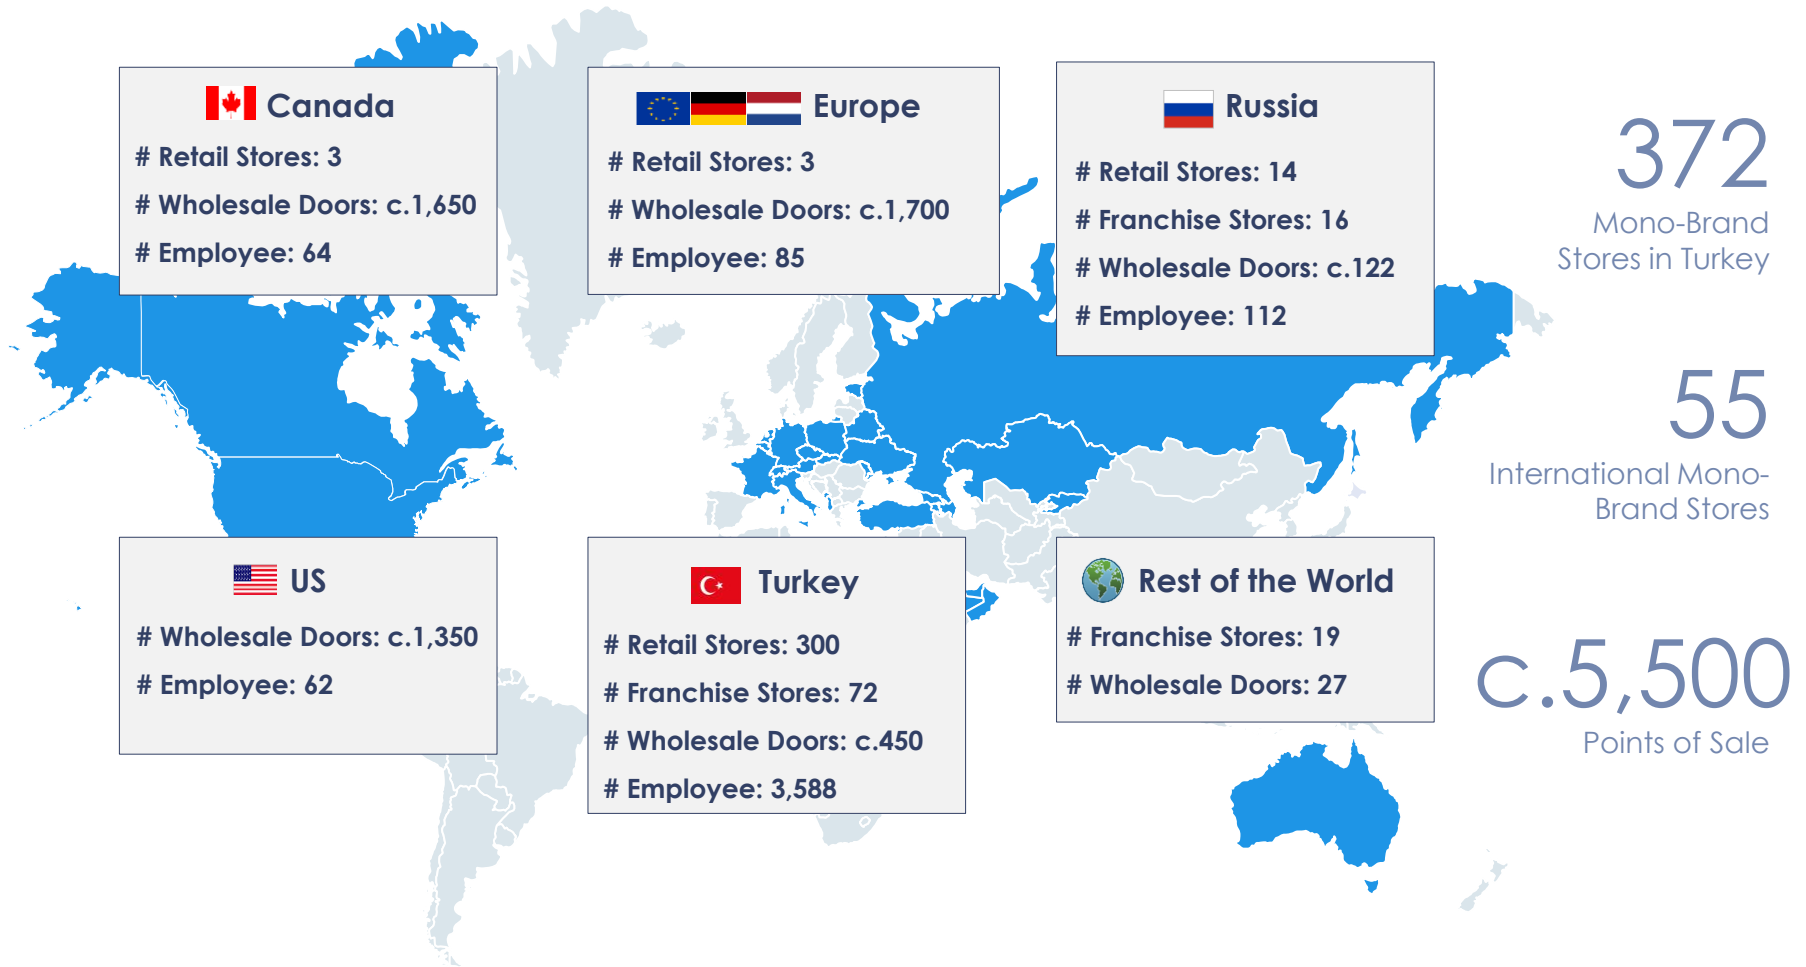 Canada
# Retail Stores: 3
# Wholesale Doors: c.1,650
# Employee: 64
Europe
# Retail Stores: 3
# Wholesale Doors: c.1,700
# Employee: 85
Russia
# Retail Stores: 14
# Franchise Stores: 16
# Wholesale Doors: c.122
# Employee: 112
372
Mono-Brand
Stores in Turkey
55
International Mono-
Brand Stores
US
# Wholesale Doors: c.1,350
# Employee: 62
Turkey
# Retail Stores: 300
# Franchise Stores: 72
# Wholesale Doors: c.450
# Employee: 3,588
Rest of the World
# Franchise Stores: 19
# Wholesale Doors: 27
c.5,500
Points of Sale